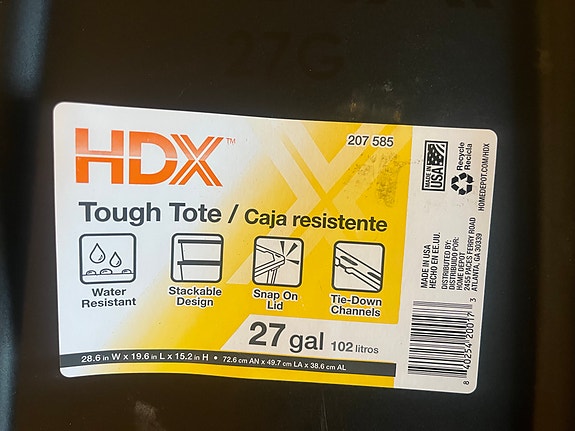 27G
HDX™
207 585
Tough Tote / Caja resistente
Water
Resistant
Stackable
Design
Snap On
Lid
Tie-Down
Channels
27 gal 102 litros
28.6 in W x 19.6 in L x 15.2 in H • 72.6 cm AN x 49.7 cm LA x 38.6 cm AL
MADE IN
USA
Recycle
Recicla
HOMEDEPOT.COM/HDX
MADE IN USA
HECHO EN EE.UU.
DISTRIBUTED BY:
DISTRIBUIDO POR:
HOME DEPOT
2455 PACES FERRY ROAD
ATLANTA, GA 30339
8 40254 20017 3